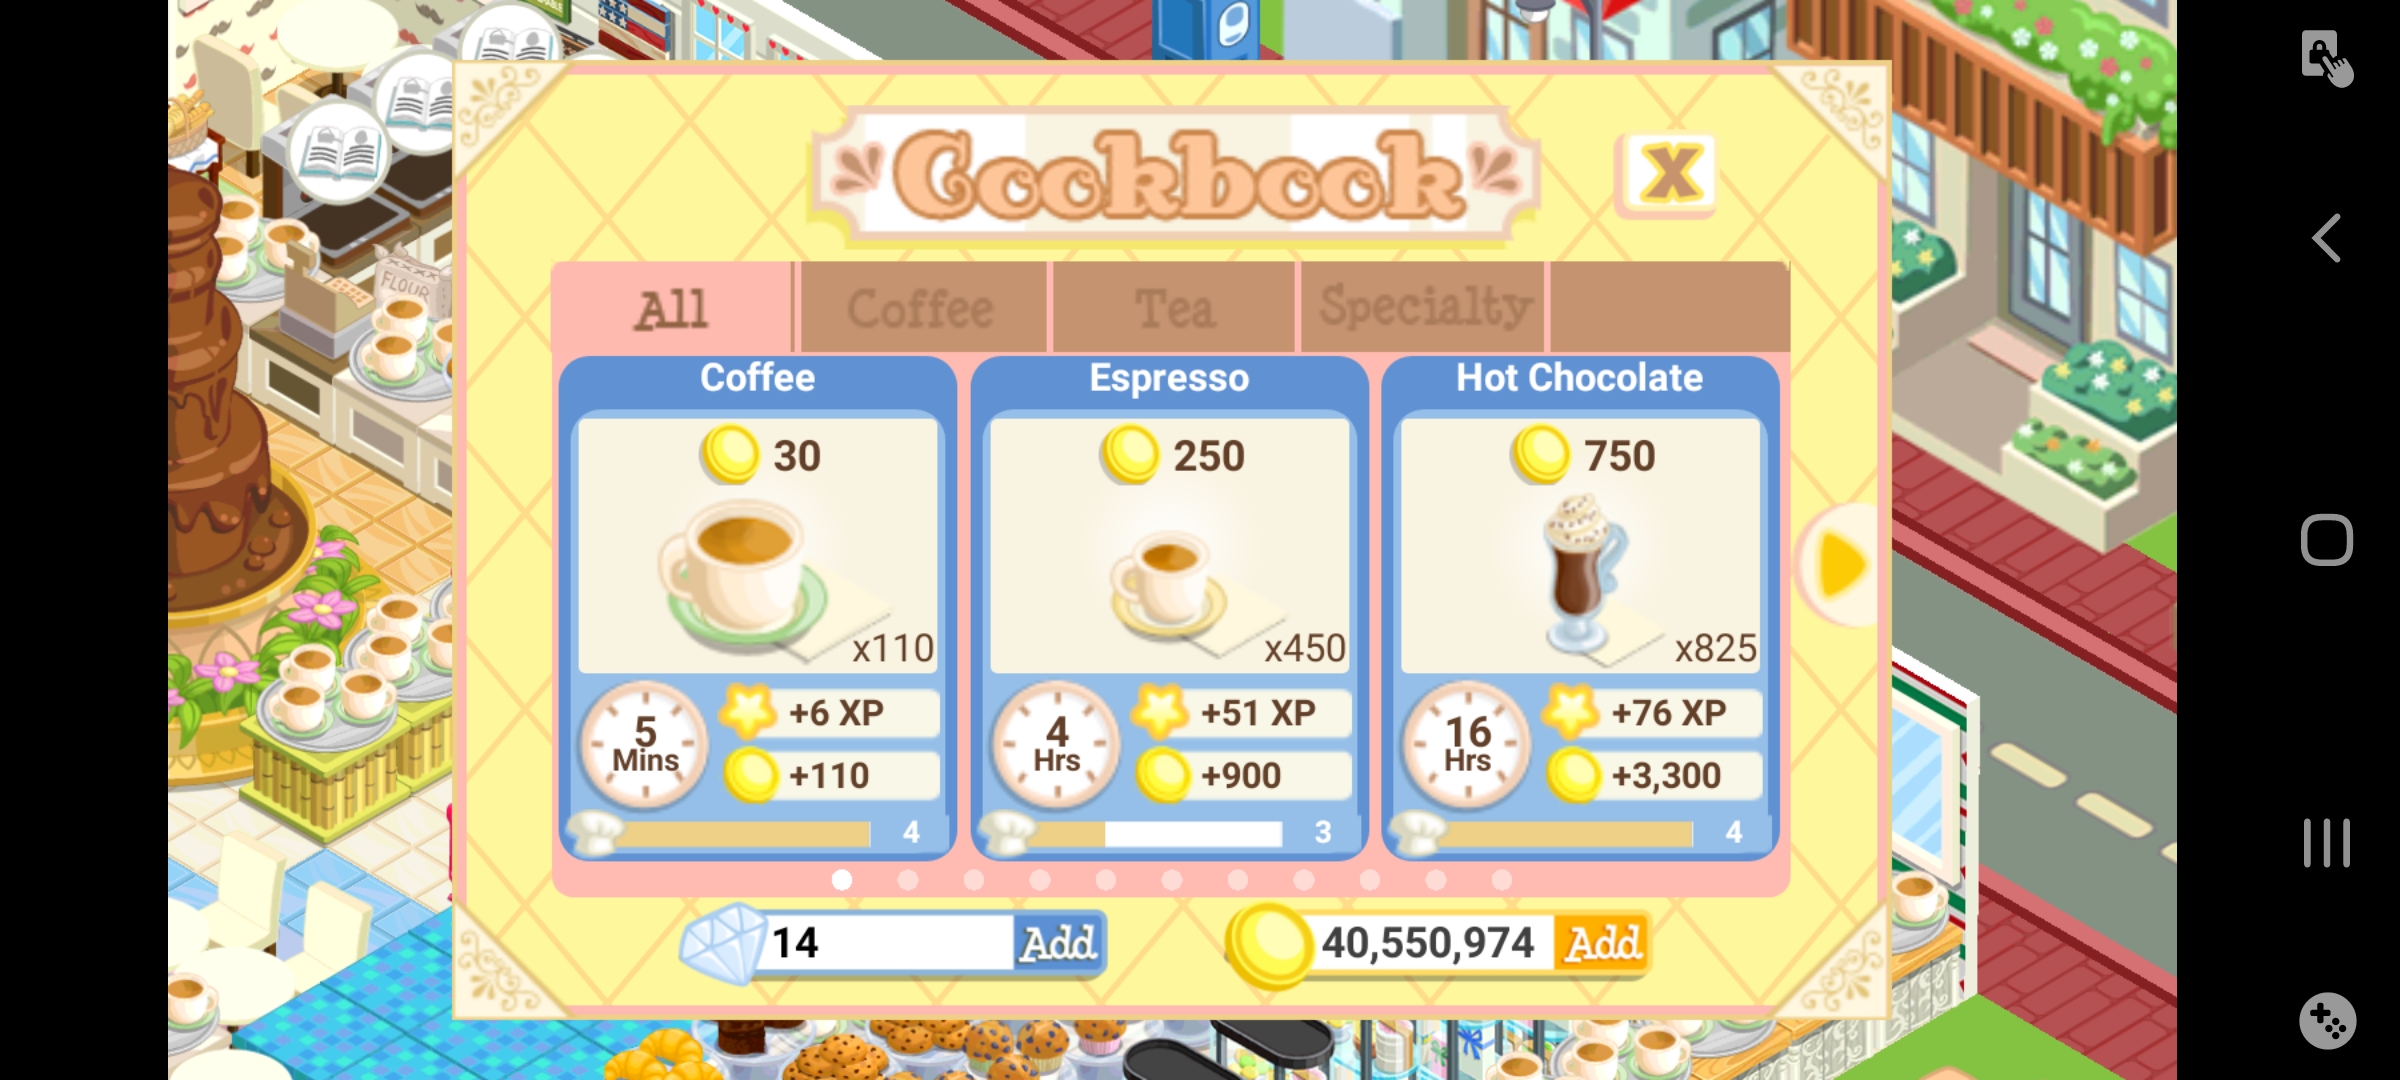 Cookbook
X
All
Coffee
Tea
Specialty
Coffee
30
x110
5
Mins
+6 XP
+110
4
Espresso
250
x450
4
Hrs
+51 XP
+900
3
Hot Chocolate
750
x825
16
Hrs
+76 XP
+3,300
4
14
Add
40,550,974
Add
FLOUR